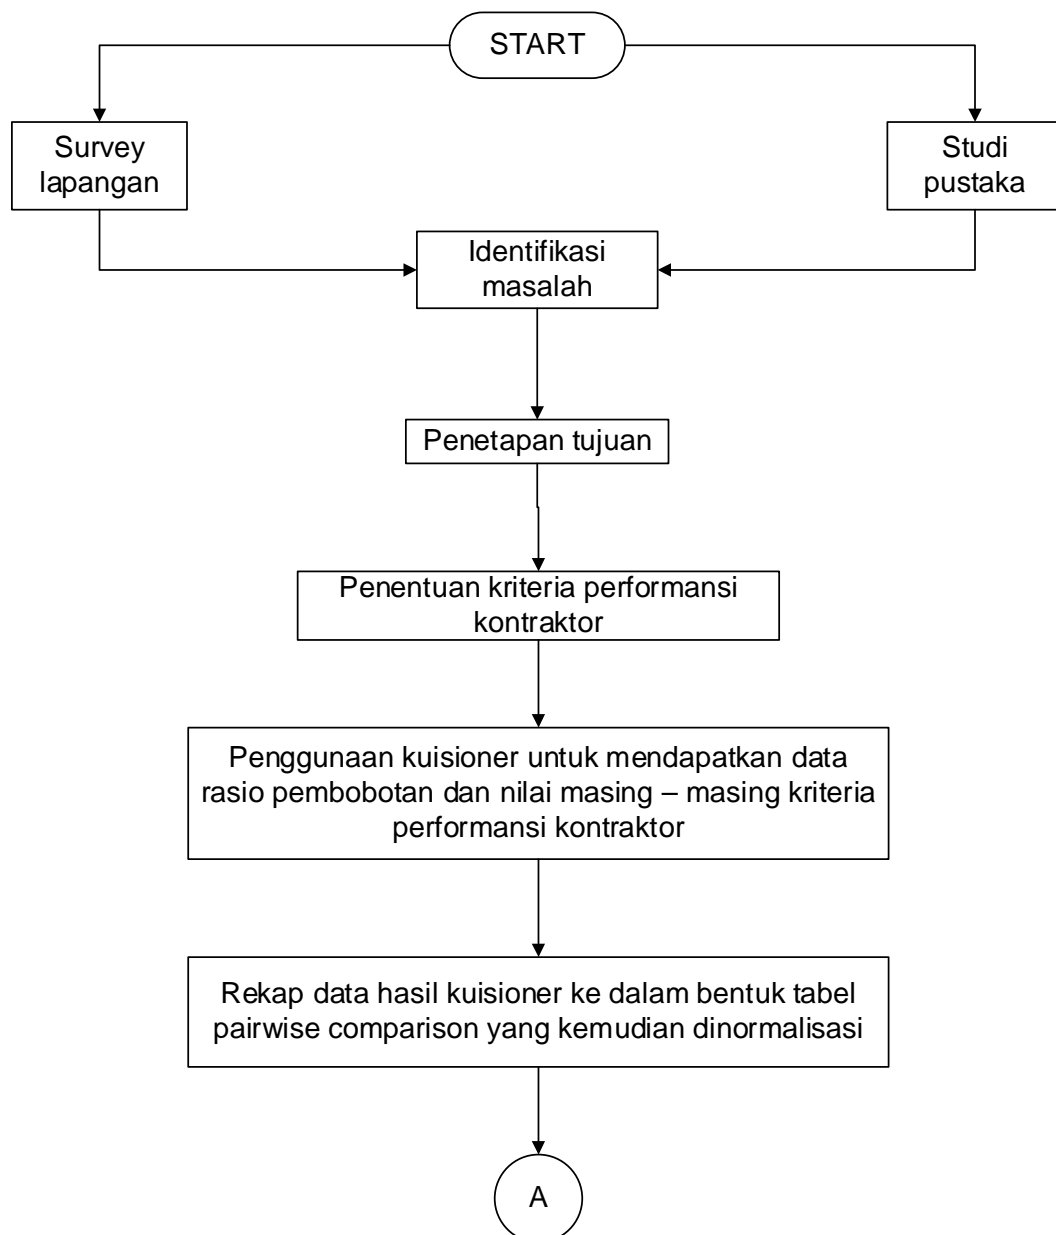 START
Survey
lapangan
Studi
pustaka
Identifikasi
masalah
Penetapan tujuan
Penentuan kriteria performansi
kontraktor
Penggunaan kuisioner untuk mendapatkan data
rasio pembobotan dan nilai masing – masing kriteria
performansi kontraktor
Rekap data hasil kuisioner ke dalam bentuk tabel
pairwise comparison yang kemudian dinormalisasi
A